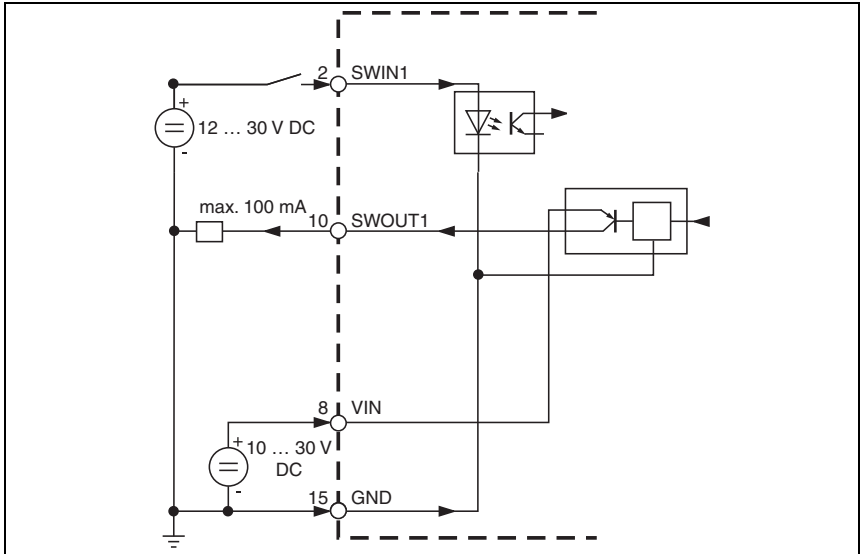 2 SWIN1
+
12 … 30 V DC
-
max. 100 mA
10 SWOUT1
8 VIN
+ 10 … 30 V
DC
-
15 GND